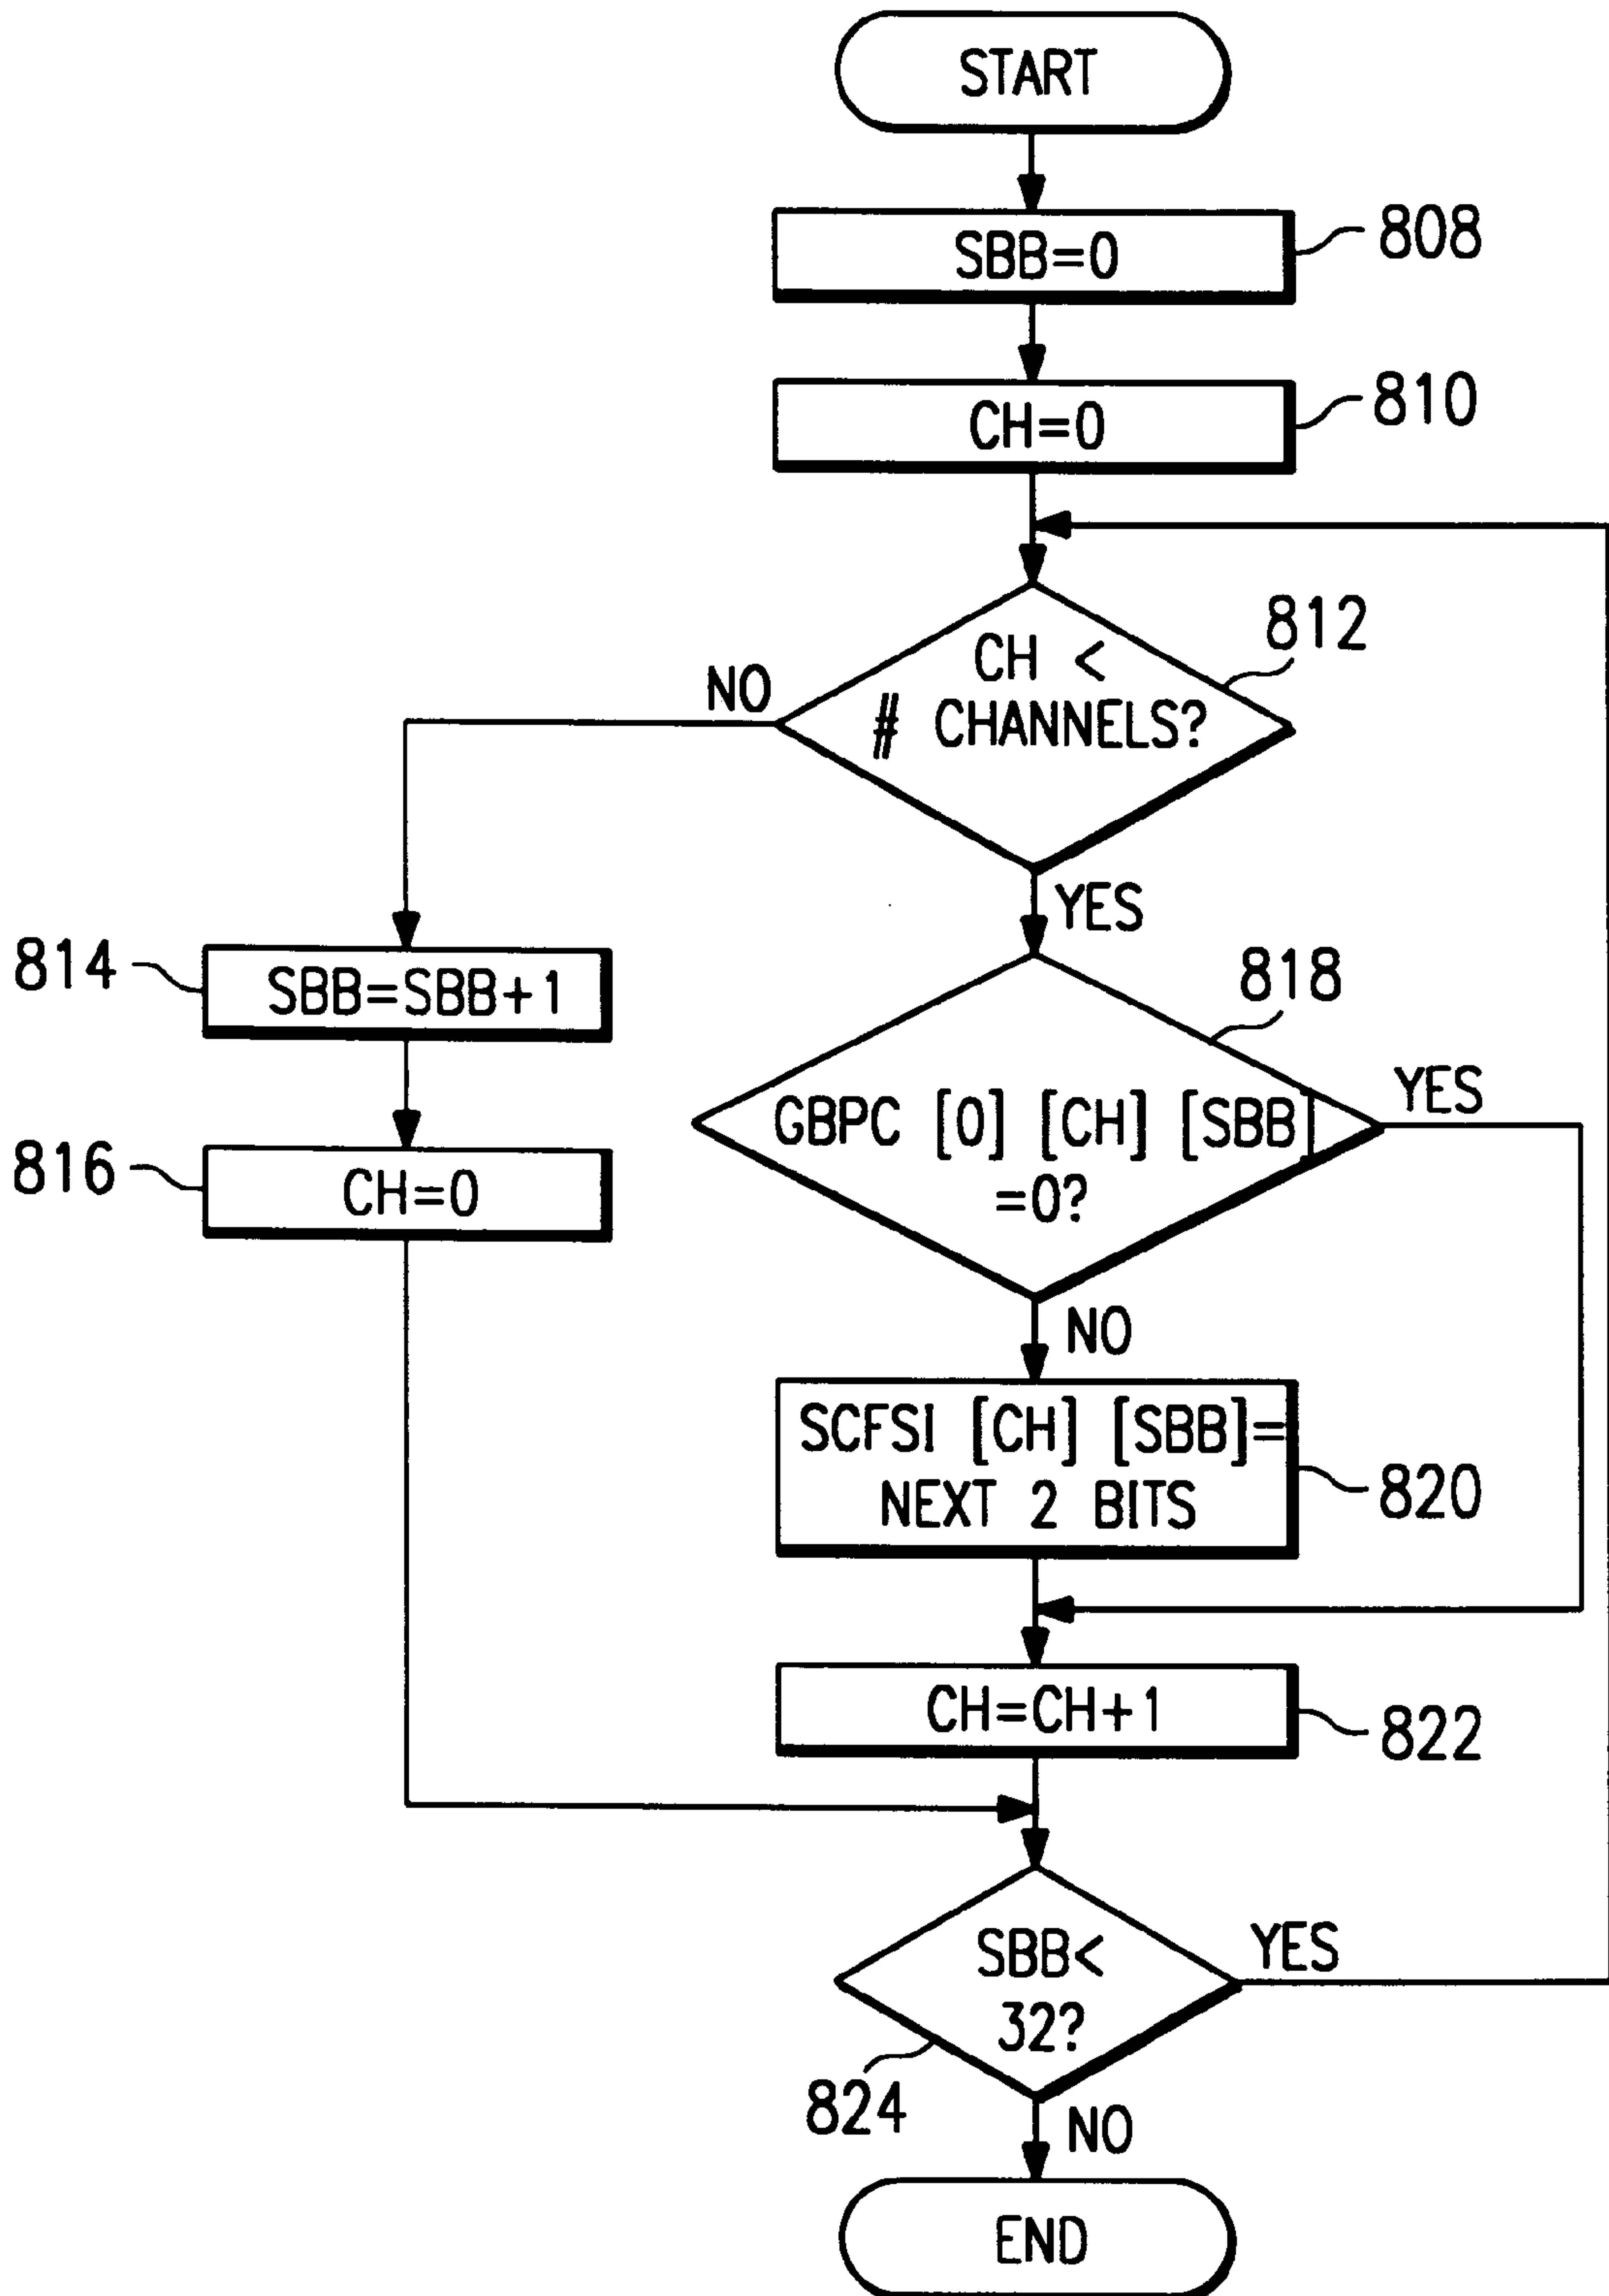 START
SBB=0
808
CH=0
810
CH <
# CHANNELS?
812
NO
YES
814
SBB=SBB+1
816
CH=0
818
GBPC [0] [CH] [SBB]
=0?
YES
NO
SCFSI [CH] [SBB]=
NEXT 2 BITS
820
CH=CH+1
822
SBB<
32?
YES
824
NO
END